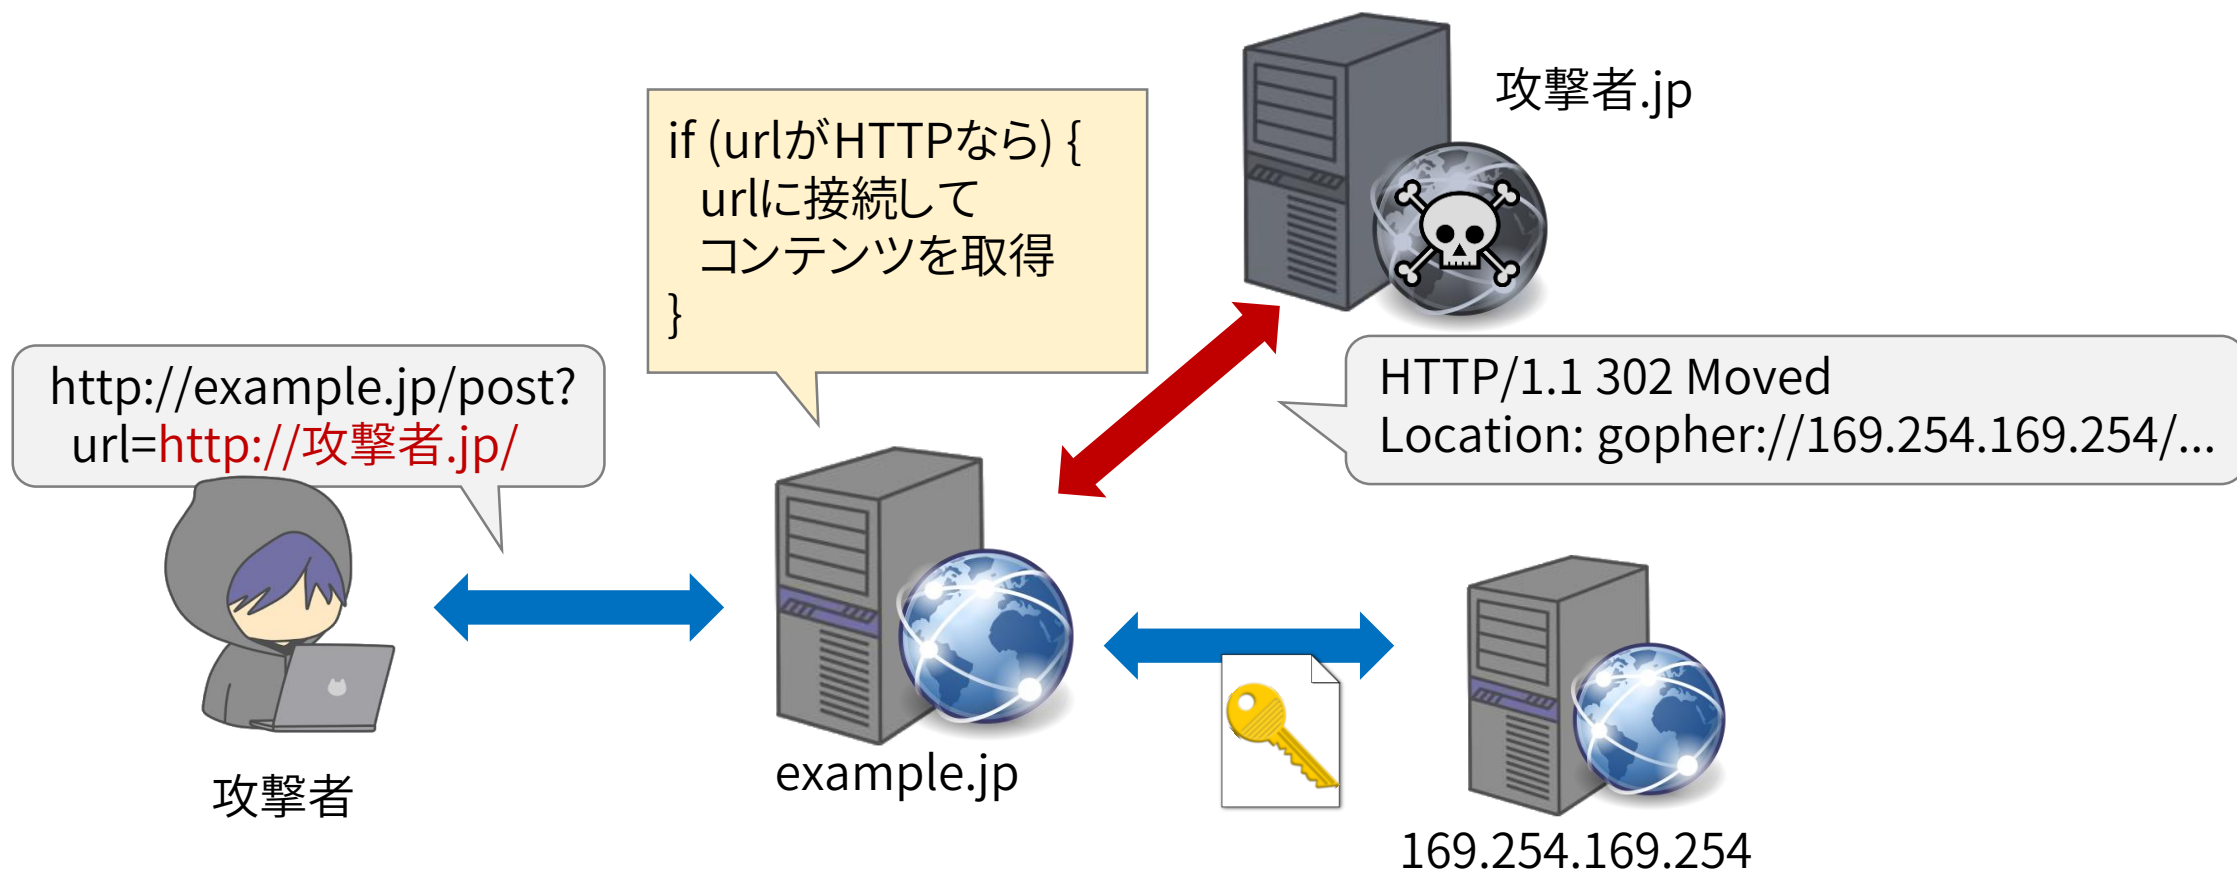 攻撃者.jp
if (urlがHTTPなら) {
urlに接続して
コンテンツを取得
}
http://example.jp/post?
url=http://攻撃者.jp/
HTTP/1.1 302 Moved
Location: gopher://169.254.169.254/...
攻撃者
example.jp
169.254.169.254